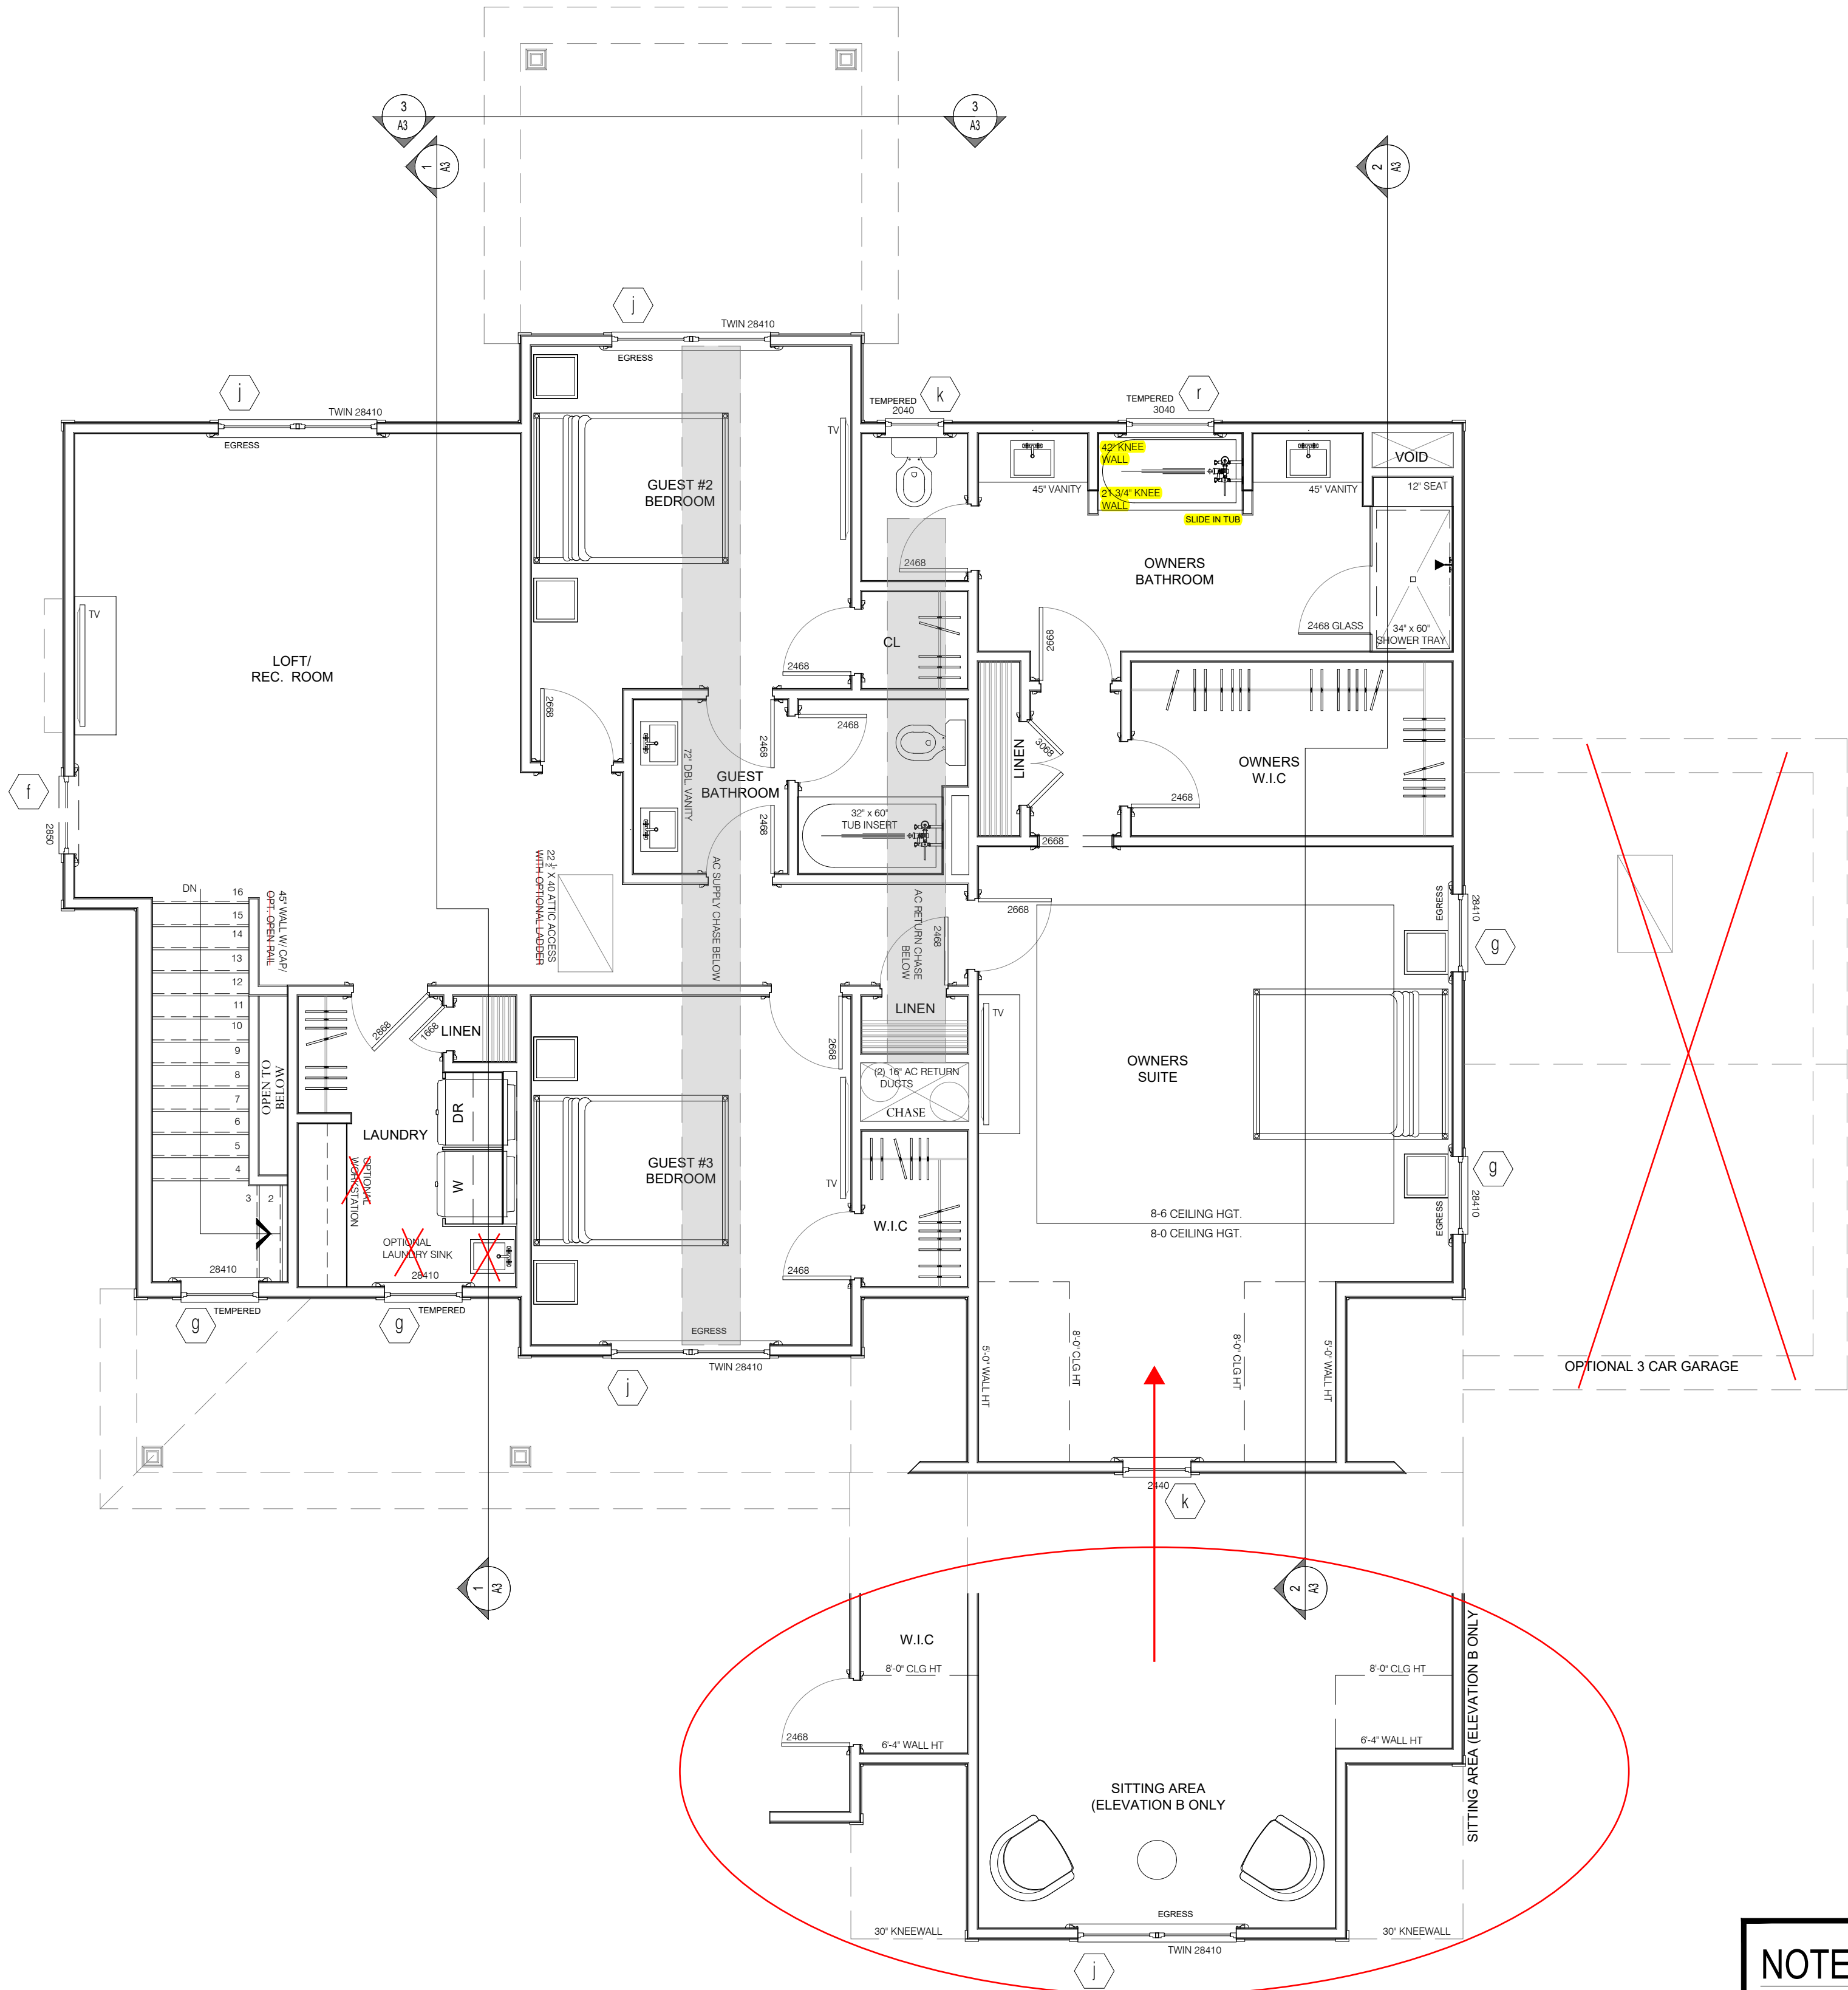 3
A3
3
A3
1
A3
2
A3
j
TWIN 28410
EGRESS
j
TWIN 28410
EGRESS
TEMPERED
2040
k
TEMPERED
3040
r
TV
42" KNEE
WALL
VOID
GUEST #2
BEDROOM
45" VANITY
21 3/4" KNEE
WALL
45" VANITY
12" SEAT
SLIDE IN TUB
2468
OWNERS
BATHROOM
TV
2468 GLASS
34" x 60"
SHOWER TRAY
LOFT/
REC. ROOM
CL
2468
2668
2668
2468
2468
3068
LINEN
72" DBL. VANITY
GUEST
BATHROOM
OWNERS
W.I.C
f
2850
2468
32" x 60"
TUB INSERT
2468
2668
22 ½" X 40 ATTIC ACCESS
WITH OPTIONAL LADDER
AC SUPPLY CHASE BELOW
AC RETURN CHASE
BELOW
DN
16
15
14
13
12
11
10
9
8
7
6
5
4
3 2
45" WALL W/ CAP/
OPT. OPEN RAIL
2668
2468
EGRESS
28410
g
OPEN TO
BELOW
2868
1668
LINEN
2668
LINEN
TV
(2) 16" AC RETURN
DUCTS
CHASE
OWNERS
SUITE
DR
W
LAUNDRY
OPTIONAL
WORKSTATION
GUEST #3
BEDROOM
TV
g
28410
EGRESS
W.I.C
8-6 CEILING HGT.
8-0 CEILING HGT.
OPTIONAL
LAUNDRY SINK
28410
28410
2468
TEMPERED
TEMPERED
g
g
EGRESS
TWIN 28410
j
5'-0" WALL HT
8'-0" CLG HT
8'-0" CLG HT
5'-0" WALL HT
OPTIONAL 3 CAR GARAGE
2440
k
1
A3
2
A3
W.I.C
8'-0" CLG HT
8'-0" CLG HT
2468
6'-4" WALL HT
6'-4" WALL HT
SITTING AREA (ELEVATION B ONLY
SITTING AREA
(ELEVATION B ONLY
EGRESS
30" KNEEWALL
30" KNEEWALL
TWIN 28410
j
NOTE